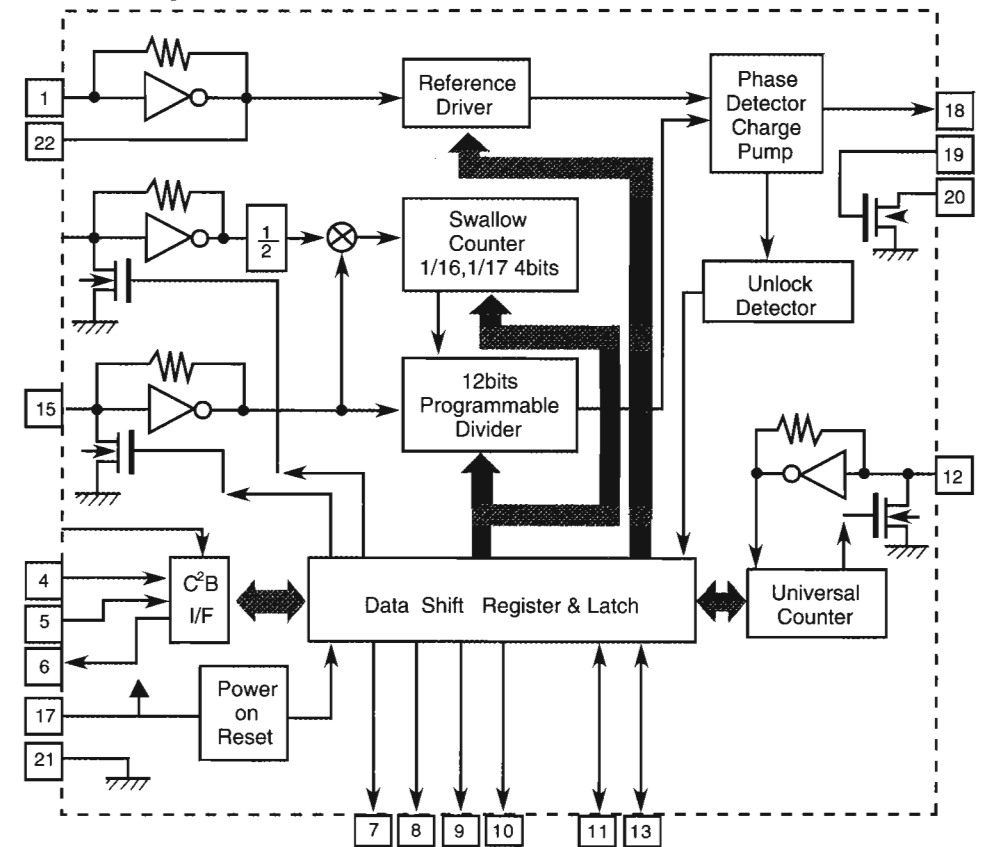 1
22
Reference
Driver
Phase
Detector
Charge
Pump
18
19
20
1
2
Swallow
Counter
1/16,1/17 4bits
Unlock
Detector
15
12bits
Programmable
Divider
12
4
5
6
C²B
I/F
Data Shift Register & Latch
Universal
Counter
17
21
Power
on
Reset
7
8
9
10
11
13